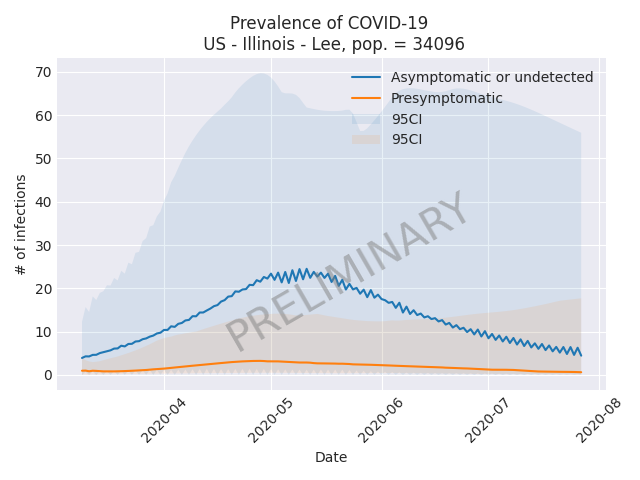 Prevalence of COVID-19
US - Illinois - Lee, pop. = 34096
70
60
50
40
30
20
10
0
# of infections
Asymptomatic or undetected
Presymptomatic
95CI
95CI
PRELIMINARY
2020-04
2020-05
2020-06
2020-07
2020-08
Date